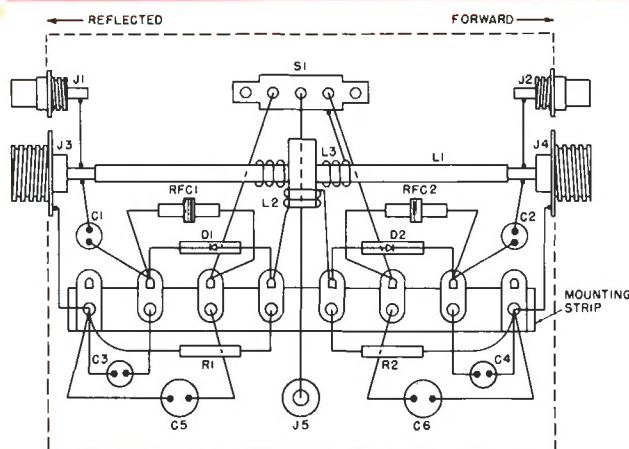 REFLECTED FORWARD
S1
J1 J2
J3 L3 L1 J4
RFC1 L2 RFC2
C1 C2
D1 D2
MOUNTING
STRIP
C3 R1 R2 C4
C5 J5 C6